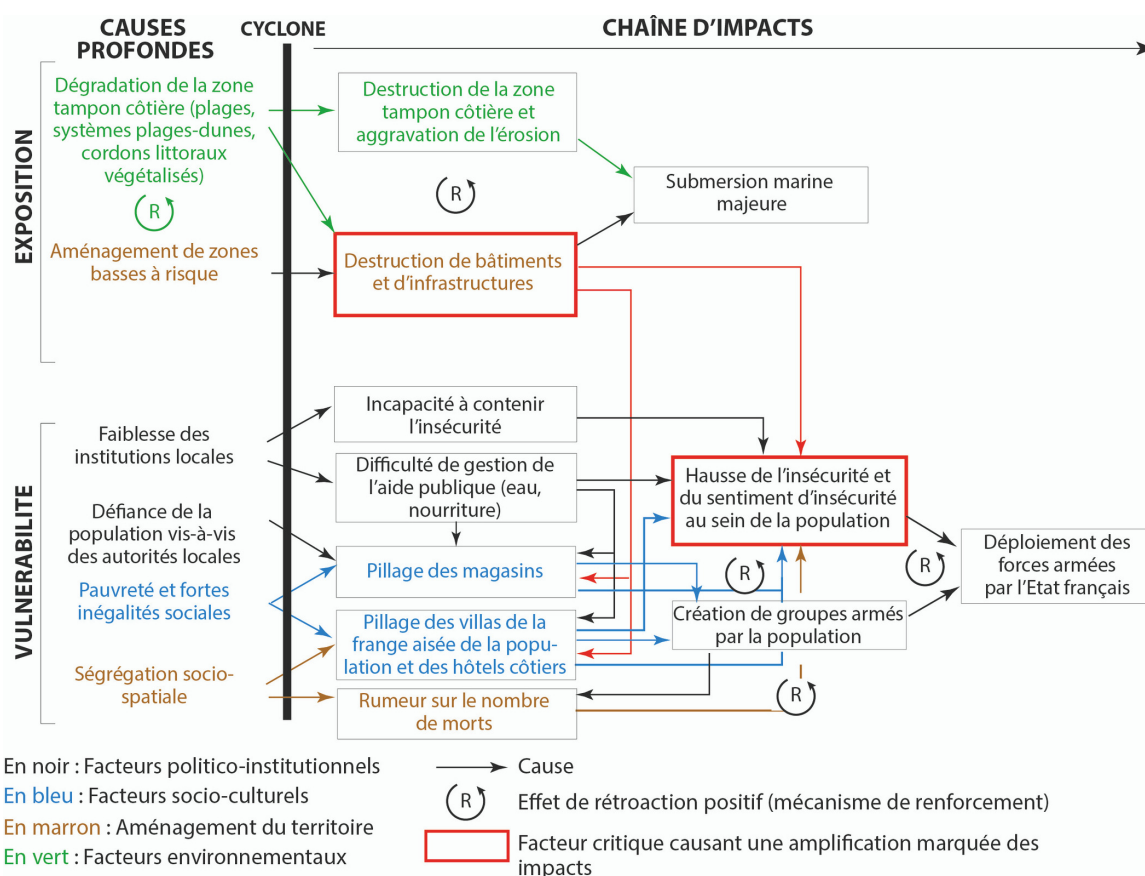 CAUSES
PROFONDES
CYCLONE
CHAÎNE D’IMPACTS
EXPOSITION
Dégradation de la zone
tampon côtière (plages,
systèmes plages-dunes,
cordons littoraux
végétalisés)
R
Aménagement de zones
basses à risque
Destruction de la zone
tampon côtière et
aggravation de l’érosion
R
Submersion marine
majeure
Destruction de bâtiments
et d’infrastructures
VULNERABILITE
Faiblesse des
institutions locales
Défiance de la
population vis-à-vis
des autorités locales
Pauvreté et fortes
inégalités sociales
Ségrégation socio-
spatiale
Incapacité à contenir
l’insécurité
Difficulté de gestion de
l’aide publique (eau,
nourriture)
Pillage des magasins
Pillage des villas de la
frange aisée de la popu-
lation et des hôtels côtiers
Rumeur sur le nombre
de morts
Hausse de l’insécurité et
du sentiment d’insécurité
au sein de la population
R
Création de groupes armés
par la population
R
R
Déploiement des
forces armées
par l’Etat français
En noir : Facteurs politico-institutionnels
En bleu : Facteurs socio-culturels
En marron : Aménagement du territoire
En vert : Facteurs environnementaux
Cause
R
Effet de rétroaction positif (mécanisme de renforcement)
Facteur critique causant une amplification marquée des
impacts